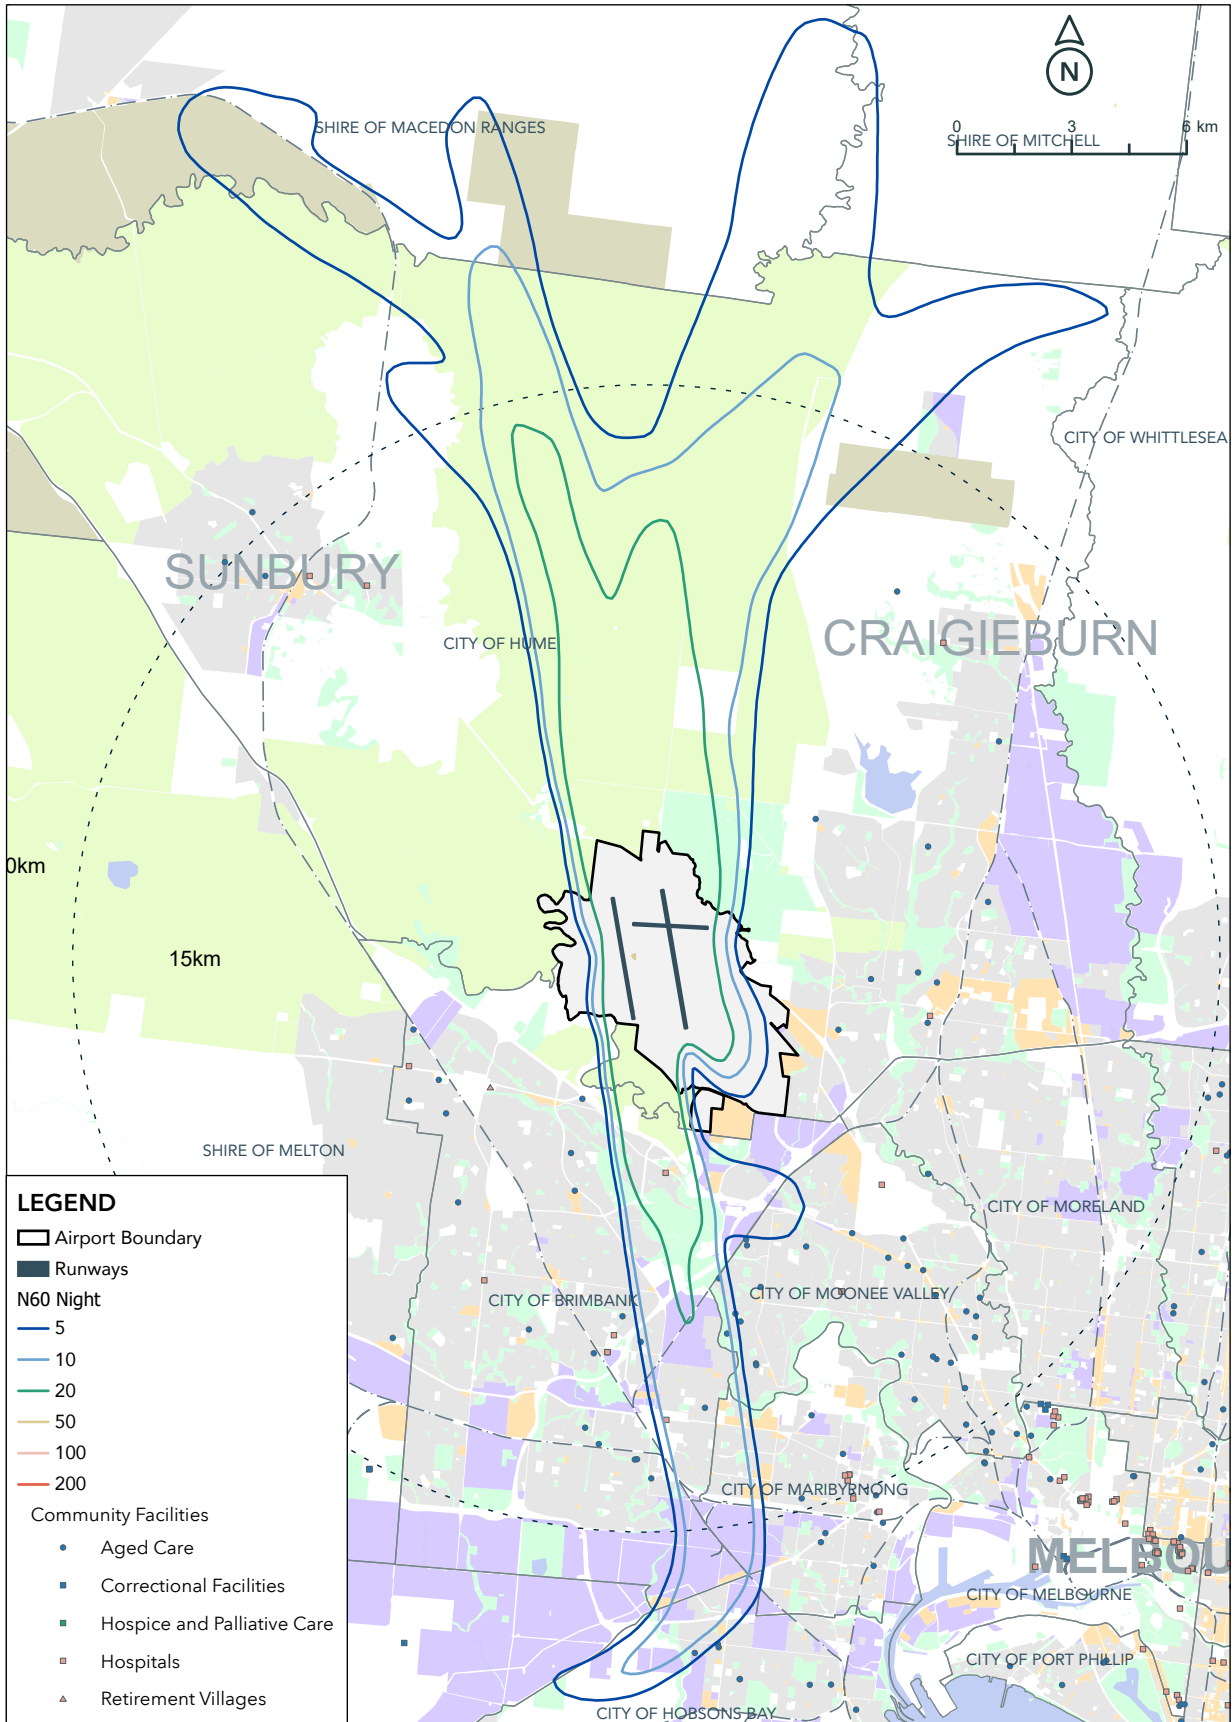 N
0 3 6 km
SHIRE OF MACEDON RANGES
SHIRE OF MITCHELL
CITY OF WHITTLESEA
SUNBURY
CRAIGIEBURN
CITY OF HUME
0km
15km
SHIRE OF MELTON
CITY OF MORELAND
CITY OF BRIMBANK
CITY OF MOONEE VALLEY
CITY OF MARIBYRNONG
MELBOU
CITY OF MELBOURNE
CITY OF PORT PHILLIP
CITY OF HOBSONS BAY
LEGEND
Airport Boundary
Runways
N60 Night
5
10
20
50
100
200
Community Facilities
Aged Care
Correctional Facilities
Hospice and Palliative Care
Hospitals
Retirement Villages